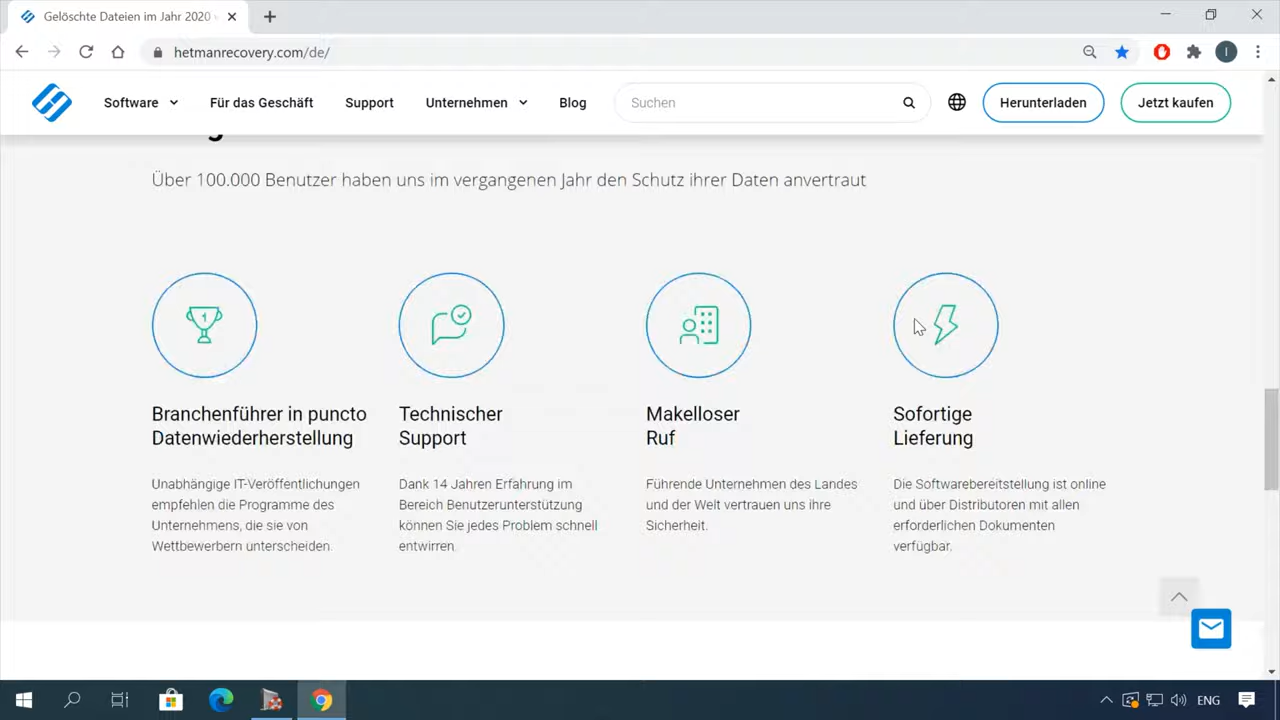 Gelöschte Dateien im Jahr 2020
hetmanrecovery.com/de/
I
Software
Für das Geschäft
Support
Unternehmen
Blog
Suchen
Herunterladen
Jetzt kaufen
Über 100.000 Benutzer haben uns im vergangenen Jahr den Schutz ihrer Daten anvertraut
1
Branchenführer in puncto
Datenwiederherstellung
Unabhängige IT-Veröffentlichungen
empfehlen die Programme des
Unternehmens, die sie von
Wettbewerbern unterscheiden.
Technischer
Support
Dank 14 Jahren Erfahrung im
Bereich Benutzerunterstützung
können Sie jedes Problem schnell
entwirren.
Makelloser
Ruf
Führende Unternehmen des Landes
und der Welt vertrauen uns ihre
Sicherheit.
Sofortige
Lieferung
Die Softwarebereitstellung ist online
und über Distributoren mit allen
erforderlichen Dokumenten
verfügbar.
ENG